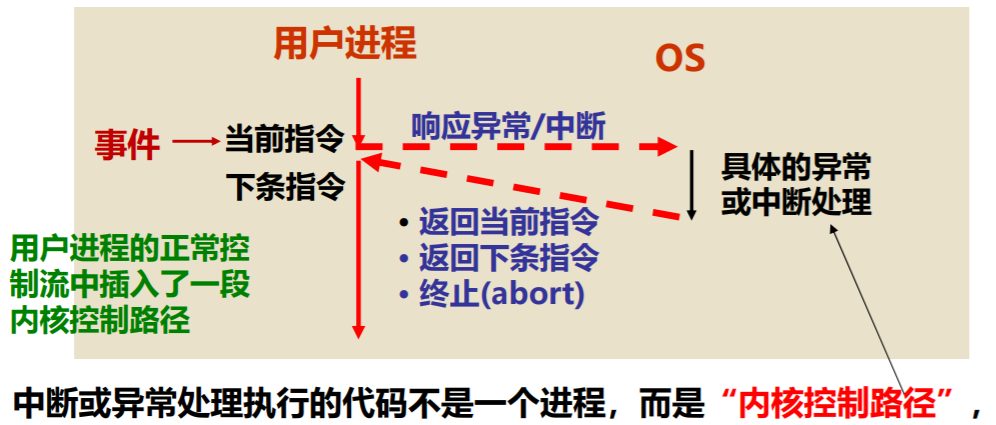 用户进程
OS
事件
当前指令
响应异常/中断
下条指令
具体的异常
或中断处理
• 返回当前指令
• 返回下条指令
• 终止(abort)
用户进程的正常控
制流中插入了一段
内核控制路径
中断或异常处理执行的代码不是一个进程，而是“内核控制路径”，